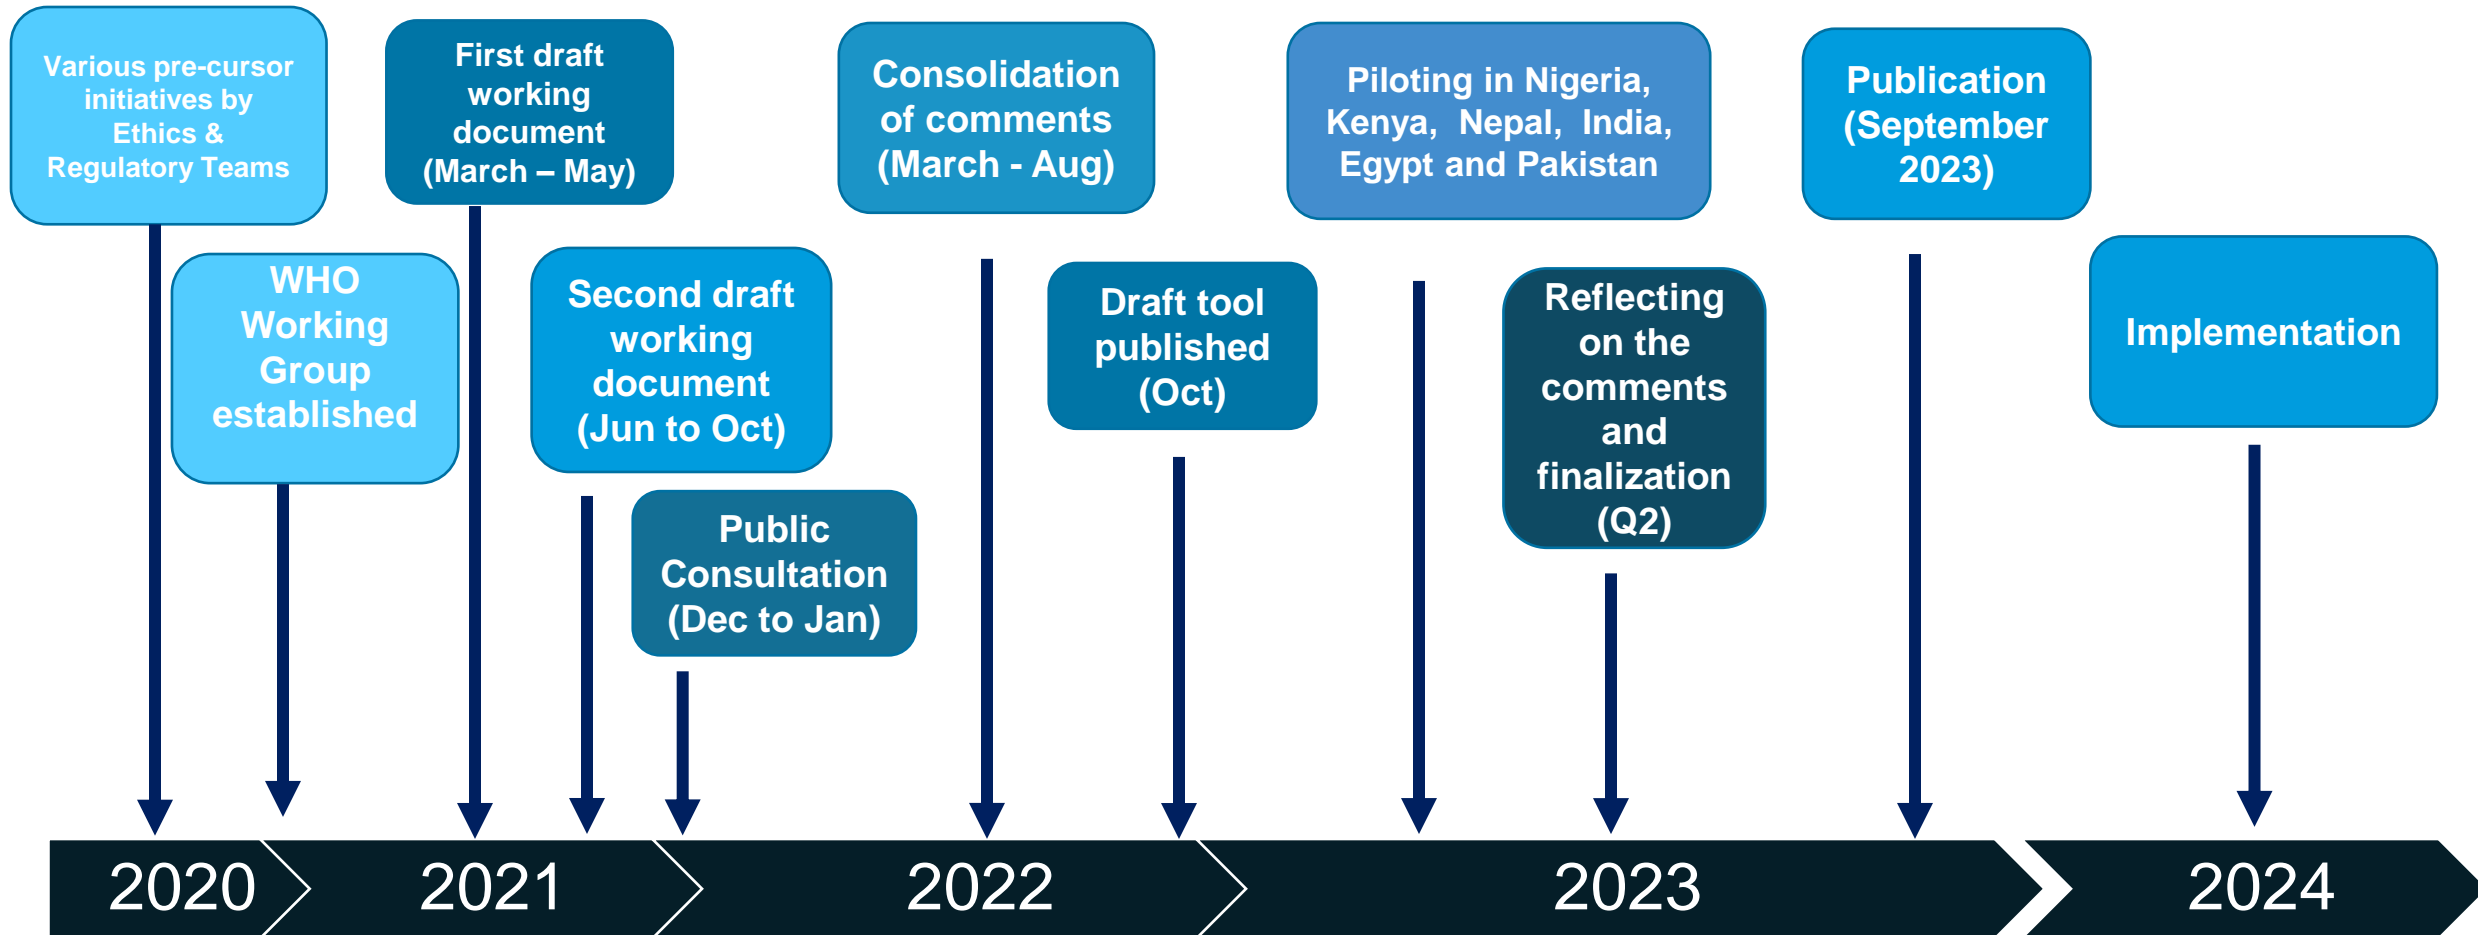 Various pre-cursor
initiatives by
Ethics &
Regulatory Teams
WHO
Working
Group
established
First draft
working
document
(March – May)
Second draft
working
document
(Jun to Oct)
Public
Consultation
(Dec to Jan)
Consolidation
of comments
(March - Aug)
Draft tool
published
(Oct)
Piloting in Nigeria,
Kenya, Nepal, India,
Egypt and Pakistan
Reflecting
on the
comments
and
finalization
(Q2)
Publication
(September
2023)
Implementation
2020
2021
2022
2023
2024